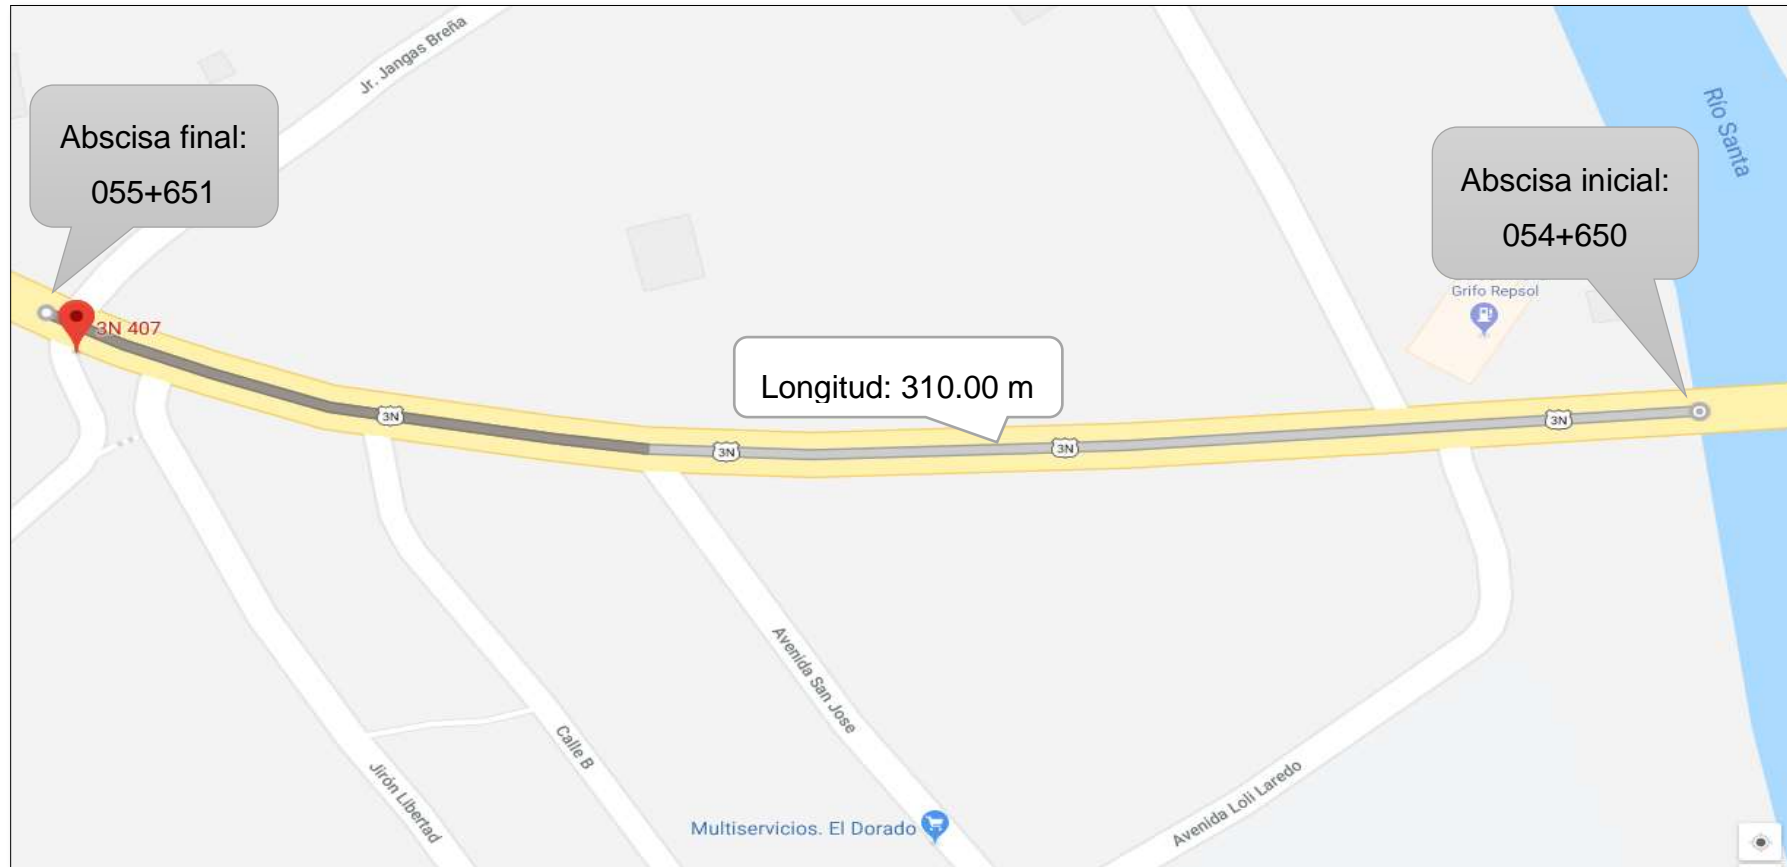 Jr. Jangas Breña
Río Santa
Abscisa final:
055+651
Abscisa inicial:
054+650
Grifo Repsol
3N 407
Longitud: 310.00 m
3N
3N
3N
3N
Avenida San Jose
Calle B
Jirón Libertad
Avenida Loli Laredo
Multiservicios. El Dorado